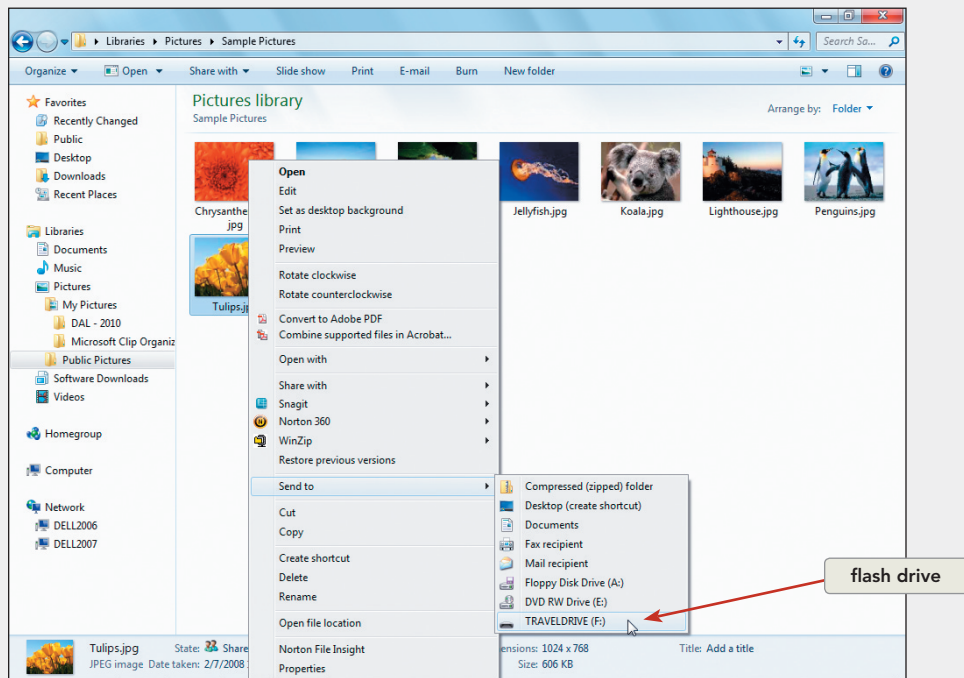 Libraries Pictures Sample Pictures
Search Sa...
Organize Open Share with Slide show Print E-mail Burn New folder
Favorites
Recently Changed
Public
Desktop
Downloads
Recent Places
Libraries
Documents
Music
Pictures
My Pictures
DAL - 2010
Microsoft Clip Organiz
Public Pictures
Software Downloads
Videos
Homegroup
Computer
Network
DELL2006
DELL2007
Pictures library
Sample Pictures
Arrange by: Folder
Chrysanthe
jpg
Jellyfish.jpg
Koala.jpg
Lighthouse.jpg
Penguins.jpg
Tulips.j
Open
Edit
Set as desktop background
Print
Preview
Rotate clockwise
Rotate counterclockwise
Convert to Adobe PDF
Combine supported files in Acrobat...
Open with
Share with
Snagit
Norton 360
WinZip
Restore previous versions
Send to
Cut
Copy
Create shortcut
Delete
Rename
Open file location
Norton File Insight
Properties
Compressed (zipped) folder
Desktop (create shortcut)
Documents
Fax recipient
Mail recipient
Floppy Disk Drive (A:)
DVD RW Drive (E:)
TRAVELDRIVE (F:)
flash drive
Tulips.jpg State: Share ensions: 1024 x 768 Title: Add a title
JPEG image Date taken: 2/7/2008 Size: 606 KB